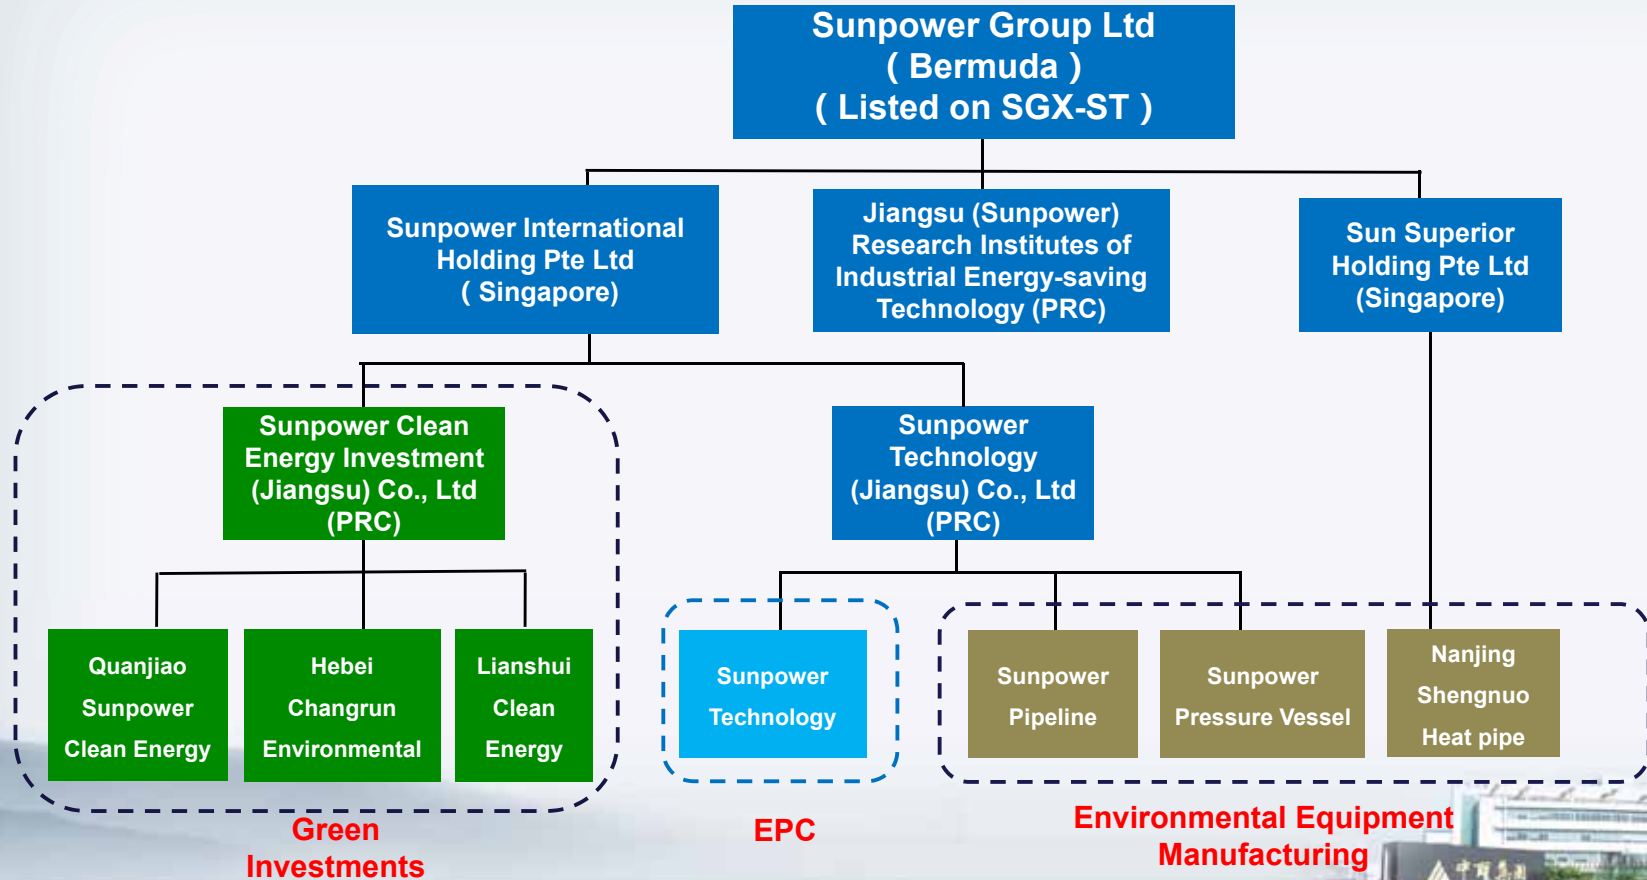 Sunpower Group Ltd
( Bermuda )
( Listed on SGX-ST )
Sunpower International
Holding Pte Ltd
( Singapore)
Jiangsu (Sunpower)
Research Institutes of
Industrial Energy-saving
Technology (PRC)
Sun Superior
Holding Pte Ltd
(Singapore)
Sunpower Clean
Energy Investment
(Jiangsu) Co., Ltd
(PRC)
Sunpower
Technology
(Jiangsu) Co., Ltd
(PRC)
Quanjiao
Sunpower
Clean Energy
Hebei
Changrun
Environmental
Lianshui
Clean
Energy
Sunpower
Technology
Sunpower
Pipeline
Sunpower
Pressure Vessel
Nanjing
Shengnuo
Heat pipe
Green
Investments
EPC
Environmental Equipment
Manufacturing